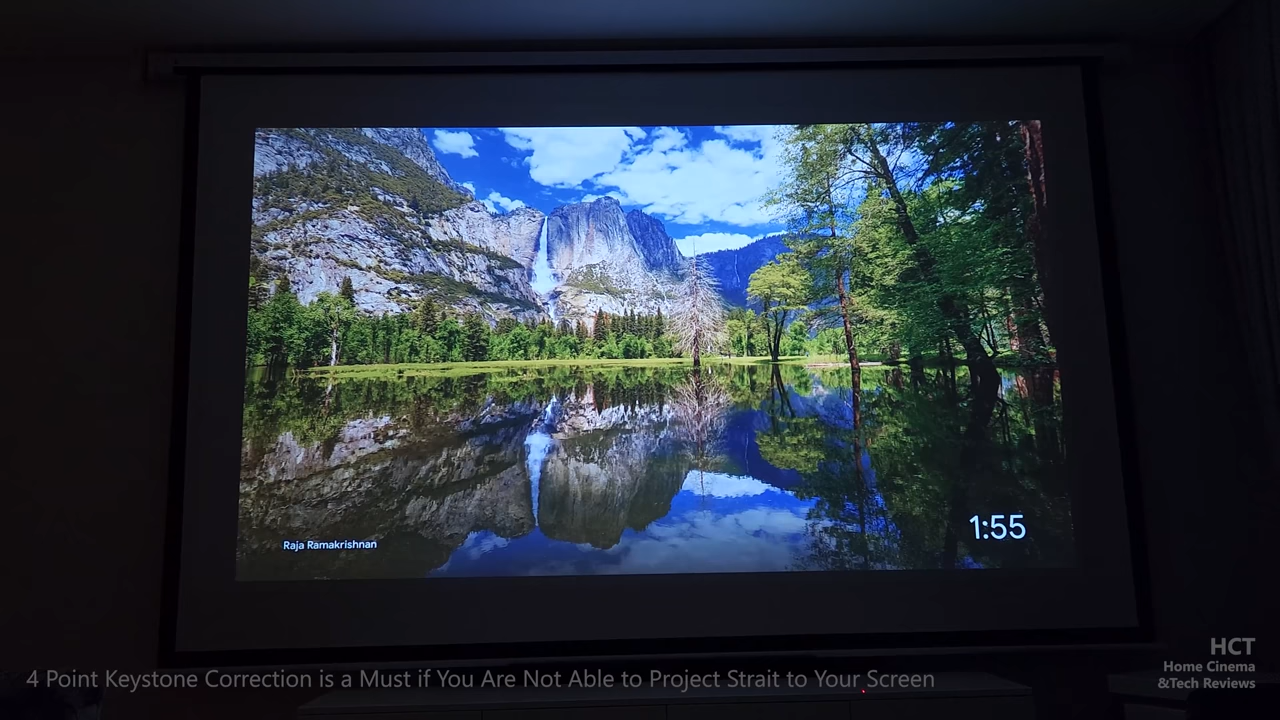 Raja Ramakrishnan
1:55
4 Point Keystone Correction is a Must if You Are Not Able to Project Strait to Your Screen
HCT
Home Cinema
&Tech Reviews